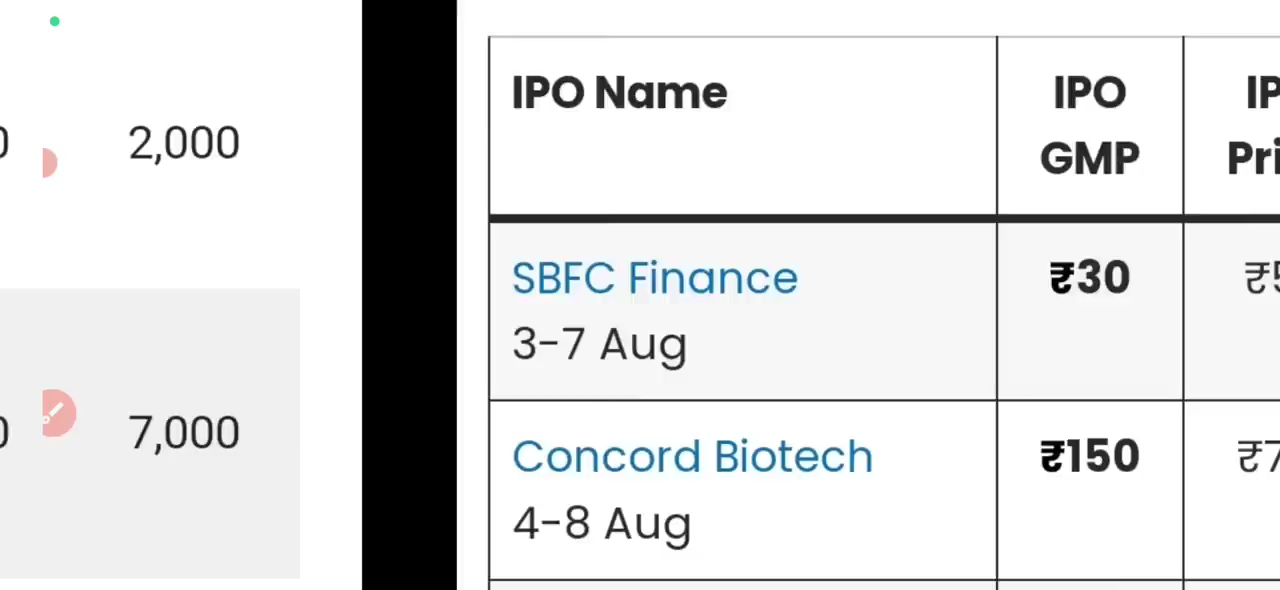 2,000
7,000
IPO Name
IPO
GMP
SBFC Finance
3-7 Aug
₹30
Concord Biotech
4-8 Aug
₹150